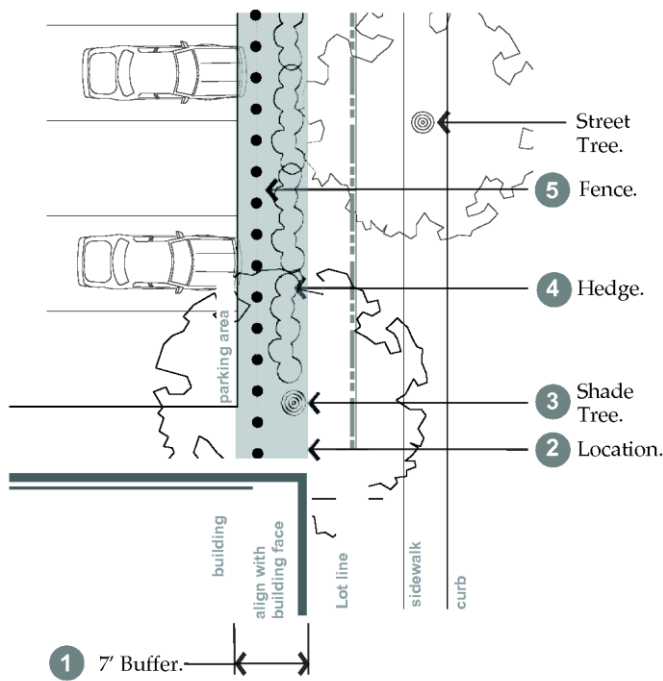 Street
Tree.
5 Fence.
4 Hedge.
parking area
3 Shade
Tree.
2 Location.
building
align with
building face
Lot line
sidewalk
curb
1 7' Buffer.